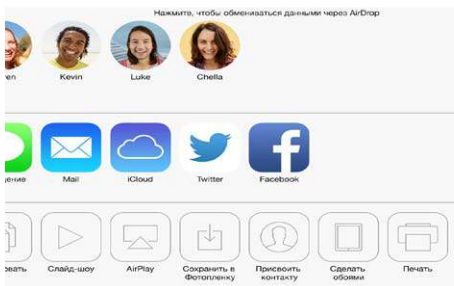 Нажмите, чтобы обмениваться данными через AirDrop
Kevin Luke Chella
Mail iCloud Twitter Facebook
Слайд-шоу AirPlay Сохранить в Фотопленку Присвоить контакту Сделать обоями Печать